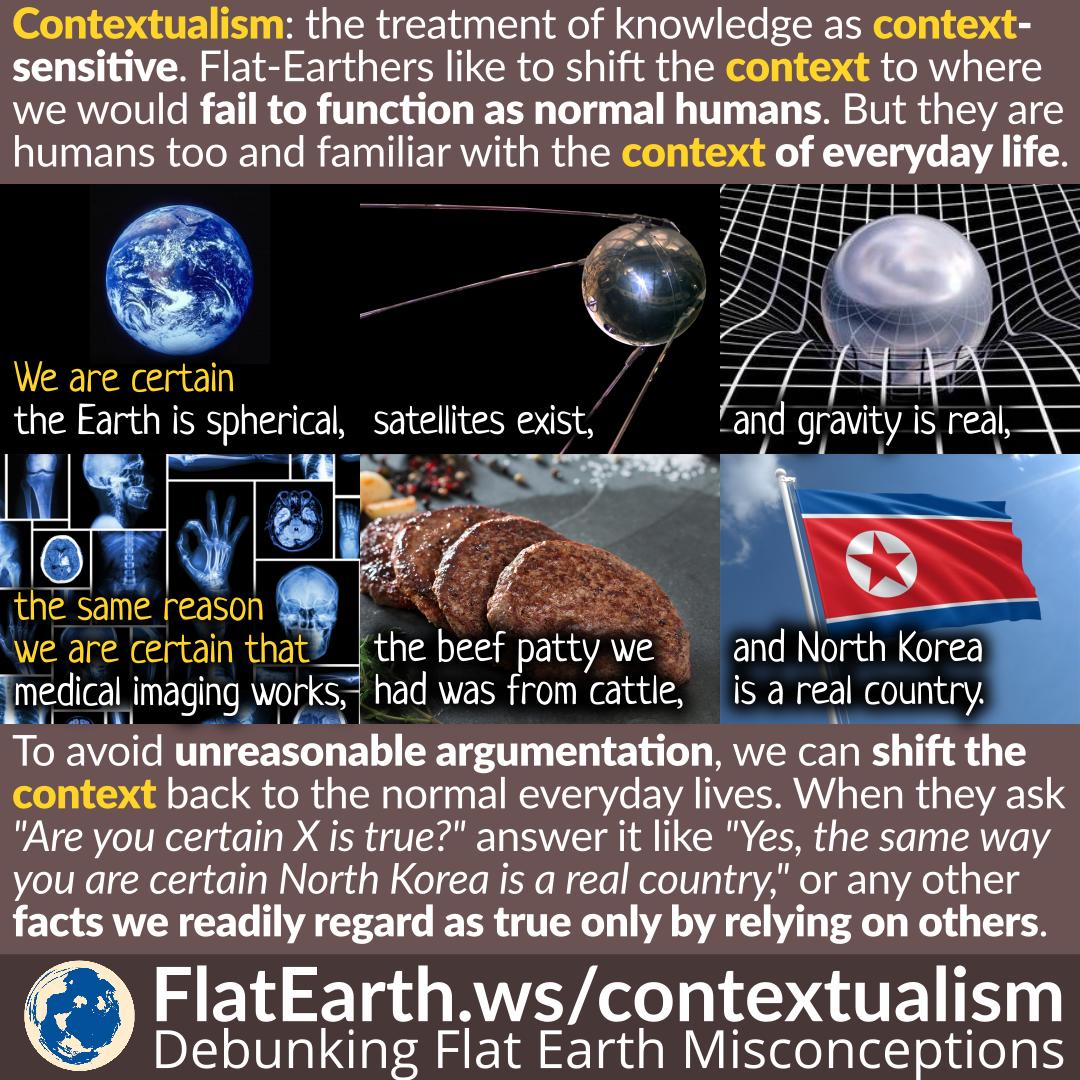 Contextualism: the treatment of knowledge as context-
sensitive. Flat-Earthers like to shift the context to where
we would fail to function as normal humans. But they are
humans too and familiar with the context of everyday life.
We are certain
the Earth is spherical,
satellites exist,
and gravity is real,
the same reason
we are certain that
medical imaging works,
the beef patty we
had was from cattle,
and North Korea
is a real country.
To avoid unreasonable argumentation, we can shift the
context back to the normal everyday lives. When they ask
"Are you certain X is true?" answer it like "Yes, the same way
you are certain North Korea is a real country," or any other
facts we readily regard as true only by relying on others.
FlatEarth.ws/contextualism
Debunking Flat Earth Misconceptions